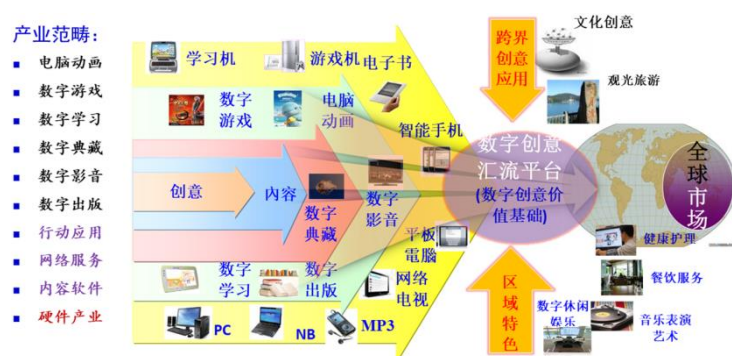 产业范畴：
电脑动画
数字游戏
数字学习
数字典藏
数字影音
数字出版
行动应用
网络服务
内容软件
硬件产业
学习机
游戏机
电子书
数字
游戏
电脑
动画
智能手机
创意
内容
数字
典藏
数字
影音
平板
電腦
数字
学习
数字
出版
网络
电视
PC
NB
MP3
跨界
创意
应用
数字创意
汇流平台
(数字创意价
值基础)
区
域
特
色
文化创意
观光旅游
全
球
市
场
健康护理
餐饮服务
数字休闲
娱乐
音乐表演
艺术